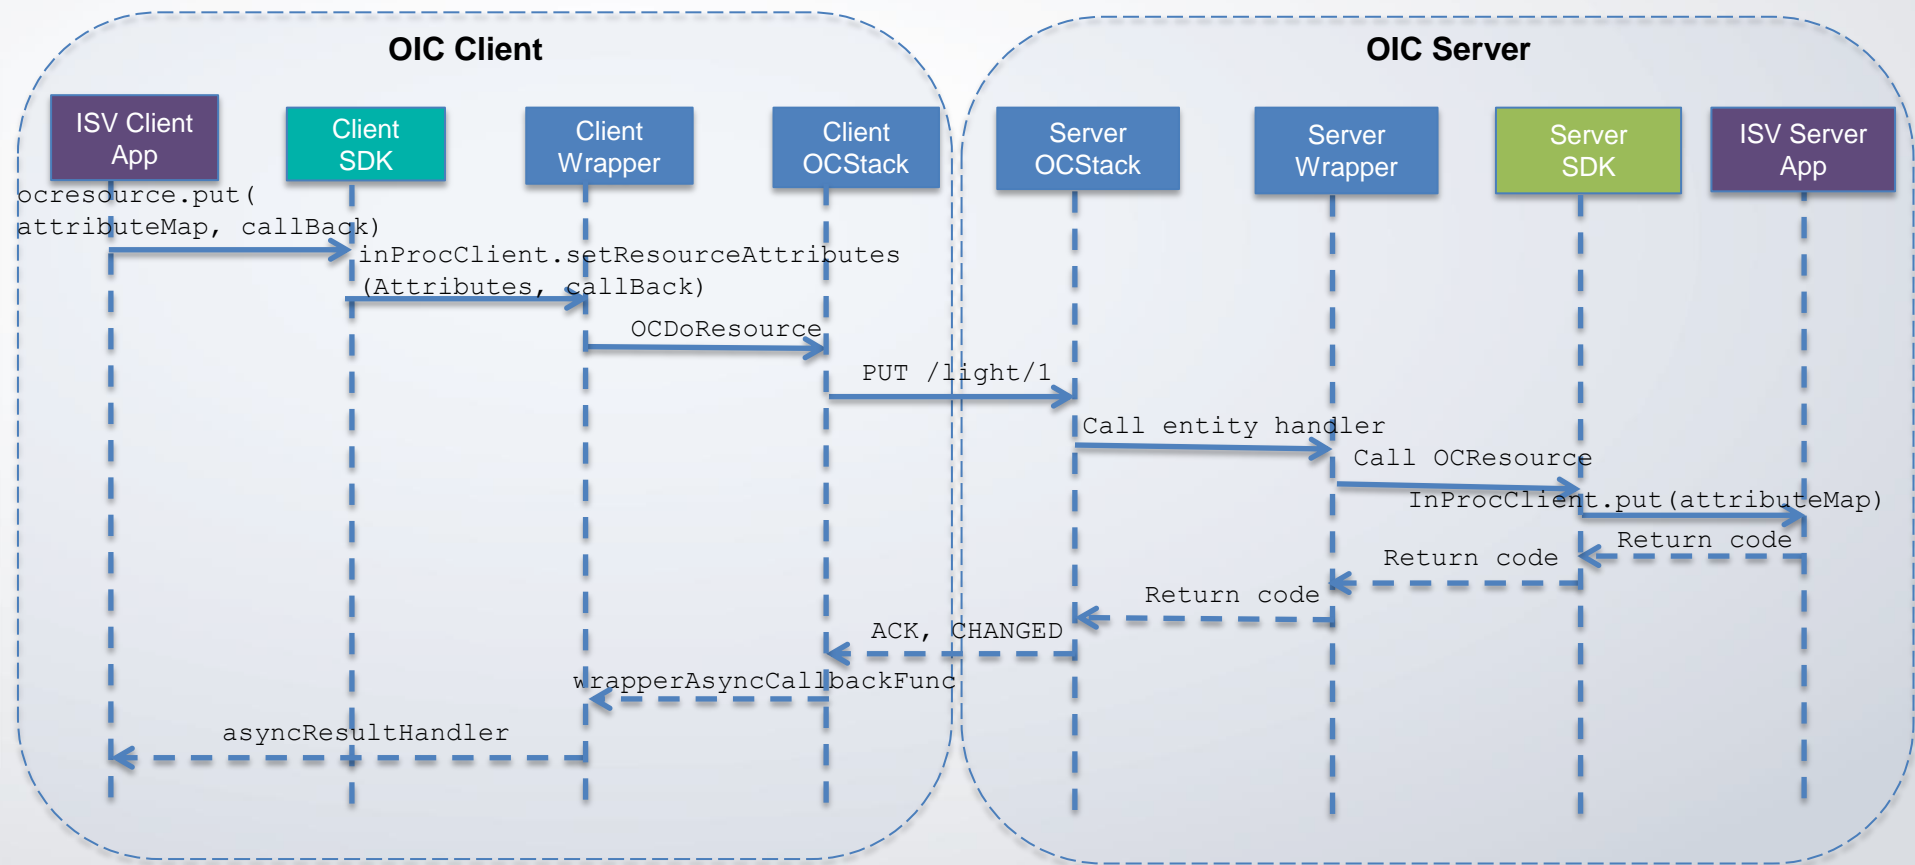 OIC Client
OIC Server
ISV Client
App
Client
SDK
Client
Wrapper
Client
OCStack
Server
OCStack
Server
Wrapper
Server
SDK
ISV Server
App
ocresource.put(
attributeMap, callBack)
inProcClient.setResourceAttributes
(Attributes, callBack)
OCDoResource
PUT /light/1
Call entity handler
Call OCResource
InProcClient.put(attributeMap)
Return code
Return code
Return code
ACK, CHANGED
wrapperAsyncCallbackFunc
asyncResultHandler